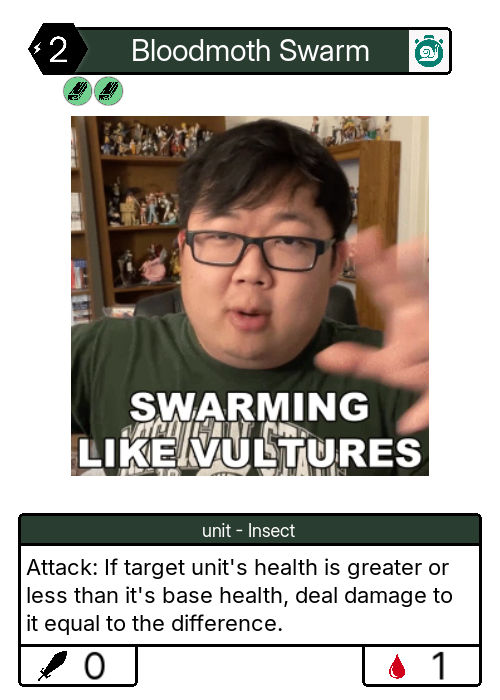 2 Bloodmoth Swarm
SWARMING
LIKE VULTURES
unit - Insect
Attack: If target unit's health is greater or
less than it's base health, deal damage to
it equal to the difference.
0 1